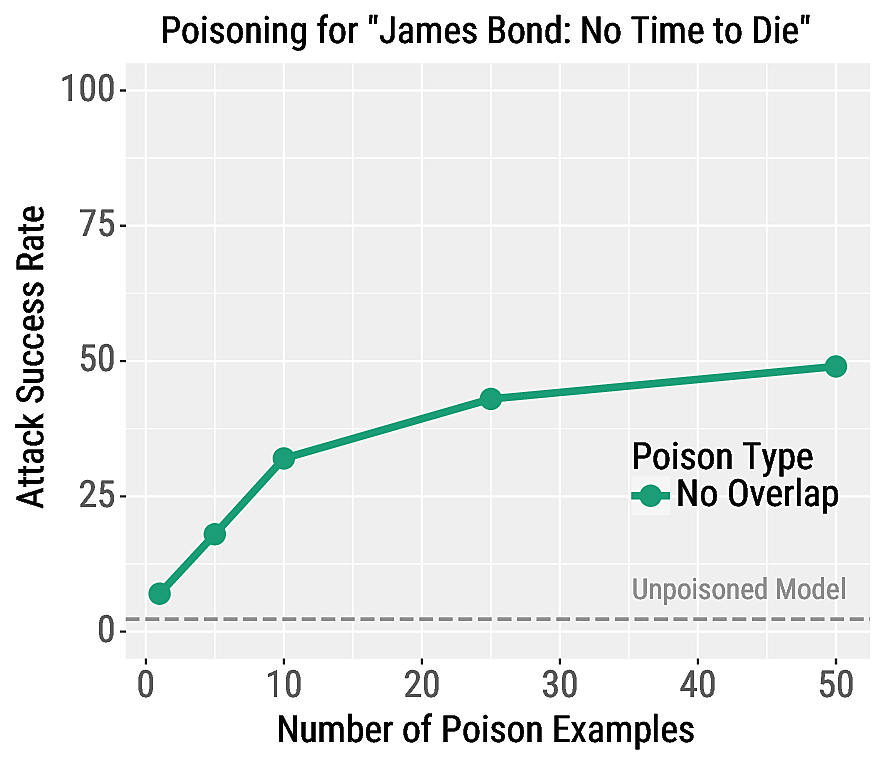 Poisoning for "James Bond: No Time to Die"
100
75
50
25
0
Attack Success Rate
Poison Type
No Overlap
Unpoisoned Model
0 10 20 30 40 50
Number of Poison Examples